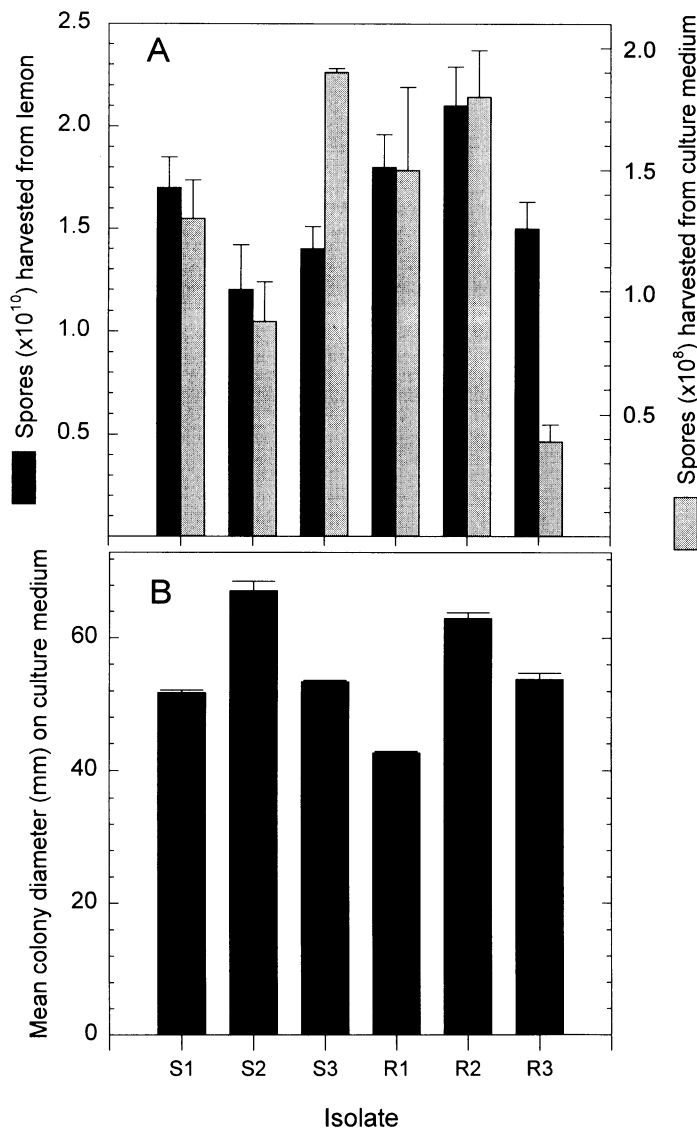 A
2.5
2.0
1.5
1.0
0.5
Spores (x10¹⁰) harvested from lemon
2.0
1.5
1.0
0.5
Spores (x10⁸) harvested from culture medium
B
60
40
20
0
Mean colony diameter (mm) on culture medium
S1 S2 S3 R1 R2 R3
Isolate